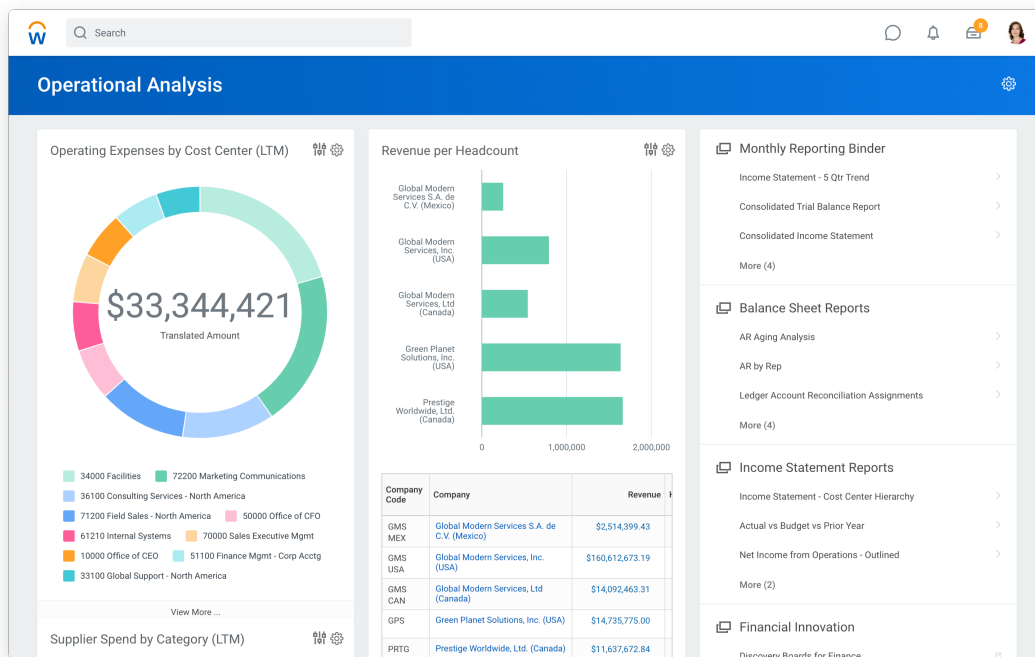 W
Search
8
Operational Analysis
Operating Expenses by Cost Center (LTM)
$33,344,421
Translated Amount
34000 Facilities
72200 Marketing Communications
36100 Consulting Services - North America
71200 Field Sales - North America
50000 Office of CFO
61210 Internal Systems
70000 Sales Executive Mgmt
10000 Office of CEO
51100 Finance Mgmt - Corp Acctg
33100 Global Support - North America
View More ...
Supplier Spend by Category (LTM)
Revenue per Headcount
Global Modern
Services S.A. de
C.V. (Mexico)
Global Modern
Services, Inc.
(USA)
Global Modern
Services, Ltd
(Canada)
Green Planet
Solutions, Inc.
(USA)
Prestige
Worldwide, Ltd.
(Canada)
0
1,000,000
2,000,000
Company
Code
Company
Revenue
GMS
MEX
Global Modern Services S.A. de
C.V. (Mexico)
$2,514,399.43
GMS
USA
Global Modern Services, Inc.
(USA)
$160,612,673.19
GMS
CAN
Global Modern Services, Ltd
(Canada)
$14,092,463.31
GPS
Green Planet Solutions, Inc. (USA)
$14,735,775.00
PRTG
Prestige Worldwide, Ltd. (Canada)
$11,637,672.84
Monthly Reporting Binder
Income Statement - 5 Qtr Trend
Consolidated Trial Balance Report
Consolidated Income Statement
More (4)
Balance Sheet Reports
AR Aging Analysis
AR by Rep
Ledger Account Reconciliation Assignments
More (4)
Income Statement Reports
Income Statement - Cost Center Hierarchy
Actual vs Budget vs Prior Year
Net Income from Operations - Outlined
More (2)
Financial Innovation
Discovery Boards for Finance